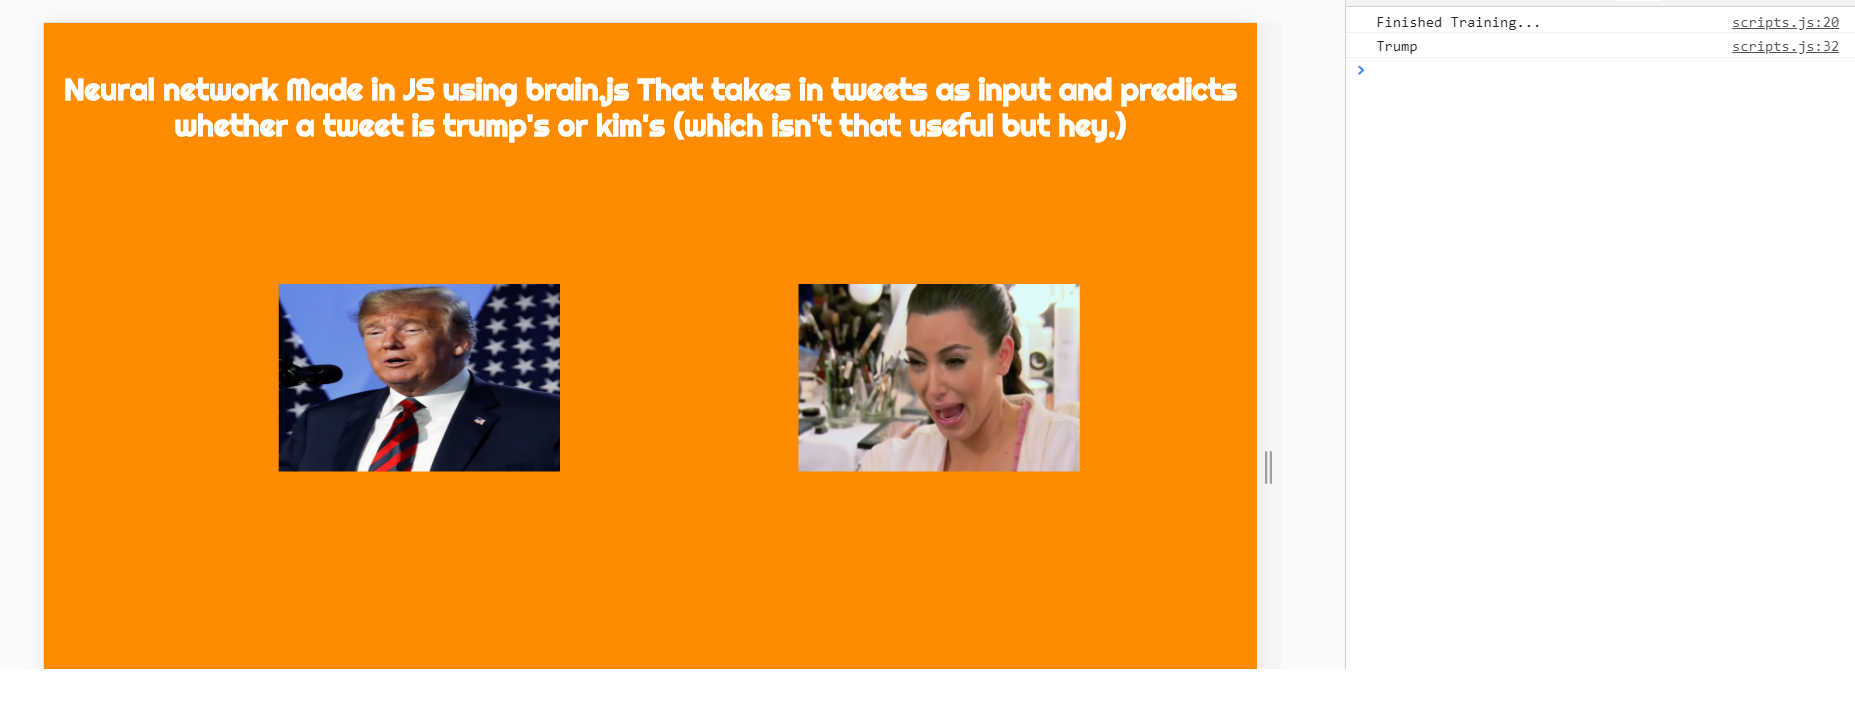 Neural network Made in JS using brain.js That takes in tweets as input and predicts
whether a tweet is trump's or kim's (which isn't that useful but hey.)
Finished Training... scripts.js:20
Trump scripts.js:32